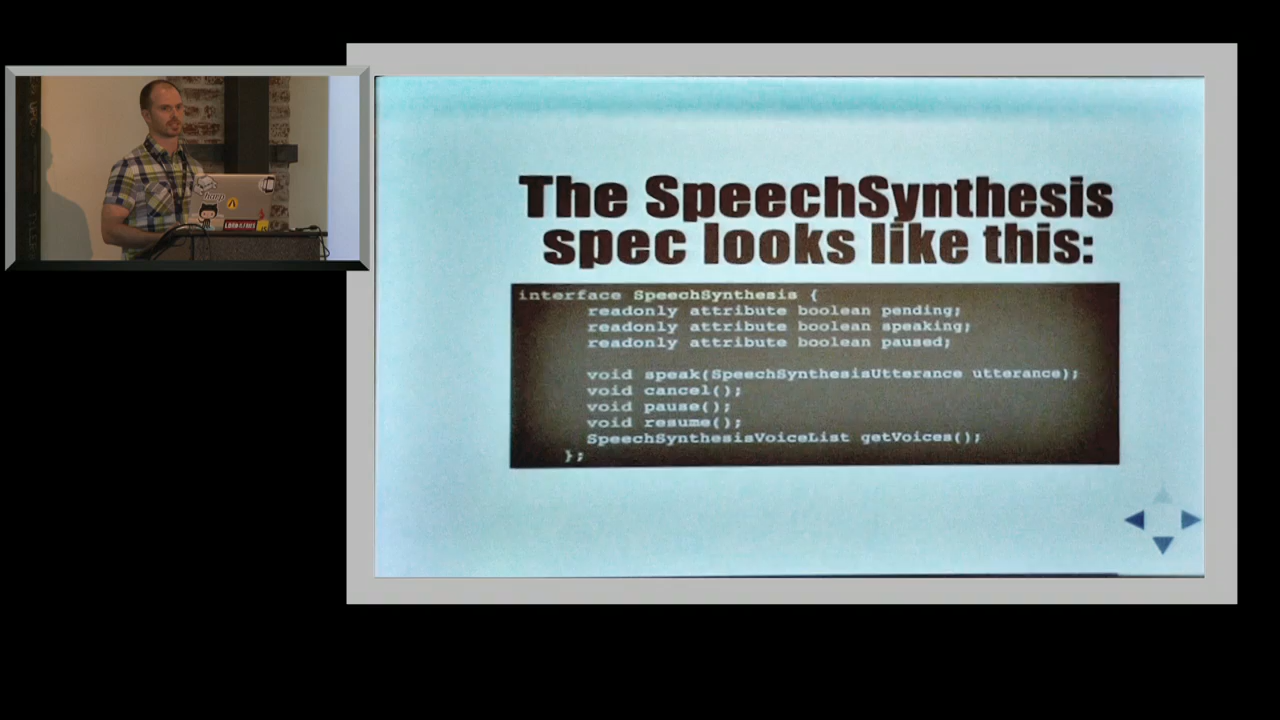 The SpeechSynthesis
spec looks like this:
interface SpeechSynthesis {
readonly attribute boolean pending;
readonly attribute boolean speaking;
readonly attribute boolean paused;
void speak(SpeechSynthesisUtterance utterance);
void cancel();
void pause();
void resume();
SpeechSynthesisVoiceList getVoices();
};